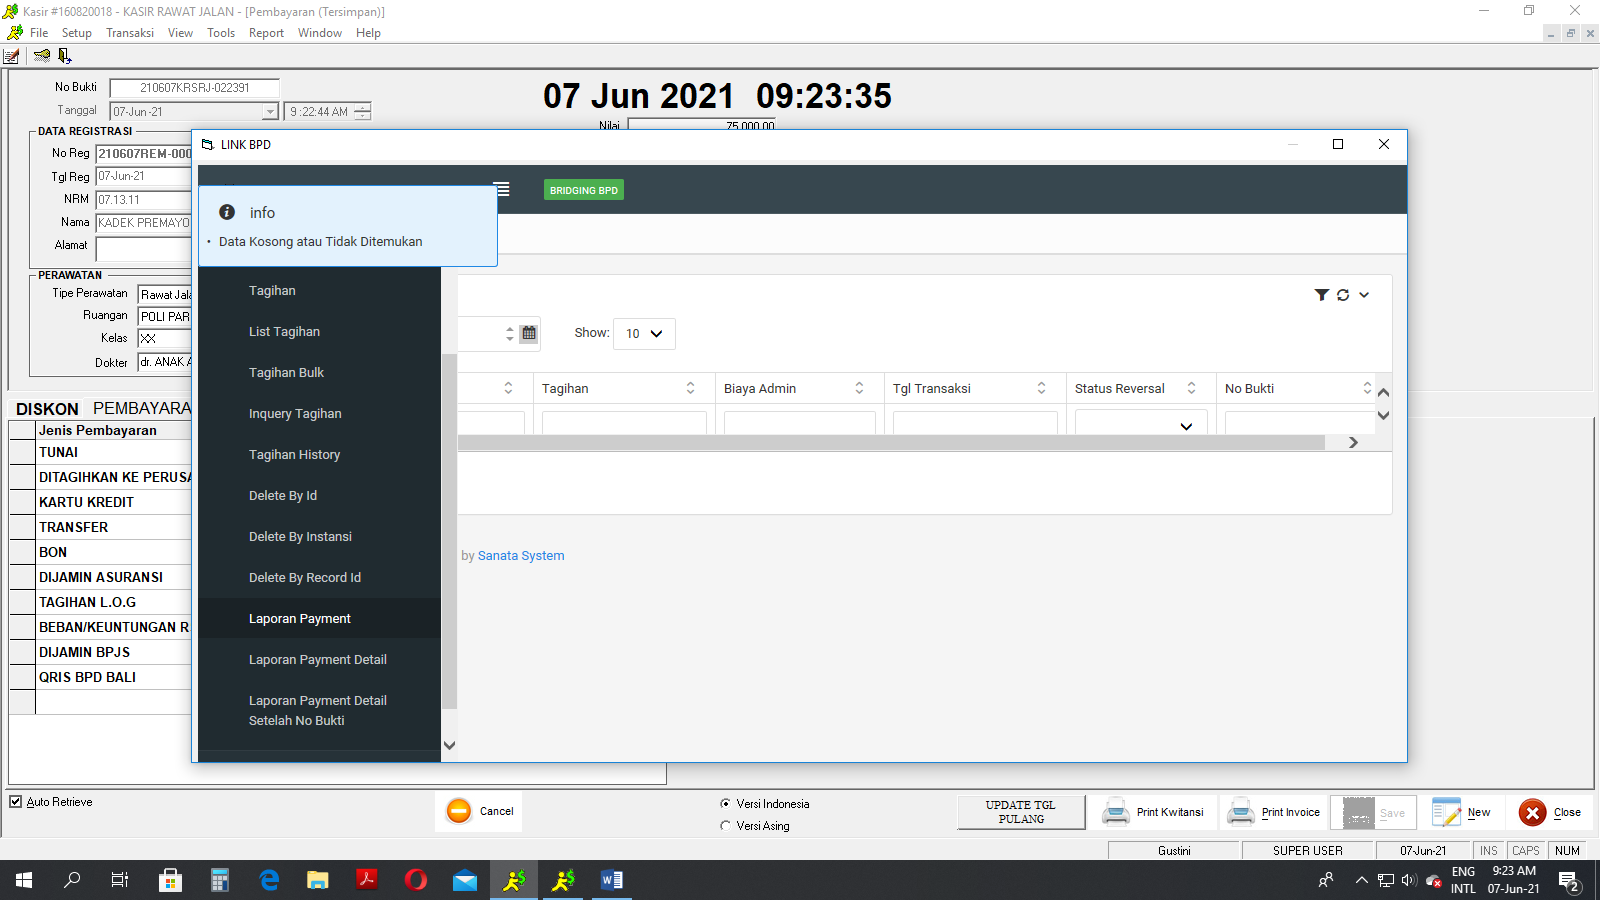 Kasir #160820018 - KASIR RAWAT JALAN - [Pembayaran (Tersimpan)]
File Setup Transaksi View Tools Report Window Help
No Bukti 210607KRSRJ-022391
Tanggal 07-Jun-21 9:22:44 AM
07 Jun 2021 09:23:35
Nilai 75,000.00
DATA REGISTRASI
No Reg 210607REM-000
Tgl Reg 07-Jun-21
NRM 07.13.11
Nama KADEK PREMAYO
Alamat
PERAWATAN
Tipe Perawatan Rawat Jala
Ruangan POLI PAR
Kelas XX
Dokter dr. ANAK A
DISKON PEMBAYARA
Jenis Pembayaran
TUNAI
DITAGIHKAN KE PERUSA
KARTU KREDIT
TRANSFER
BON
DIJAMIN ASURANSI
TAGIHAN L.O.G
BEBAN/KEUNTUNGAN R
DIJAMIN BPJS
QRIS BPD BALI
LINK BPD
BRIDGING BPD
info
• Data Kosong atau Tidak Ditemukan
Tagihan
List Tagihan
Tagihan Bulk
Inquery Tagihan
Tagihan History
Delete By Id
Delete By Instansi
Delete By Record Id
Laporan Payment
Laporan Payment Detail
Laporan Payment Detail
Setelah No Bukti
Show: 10
Tagihan Biaya Admin Tgl Transaksi Status Reversal No Bukti
by Sanata System
Auto Retrieve
Cancel
Versi Indonesia
Versi Asing
UPDATE TGL
PULANG
Print Kwitansi
Print Invoice
Save
New
Close
Gustini SUPER USER 07-Jun-21 INS CAPS NUM
ENG
INTL
9:23 AM
07-Jun-21
2